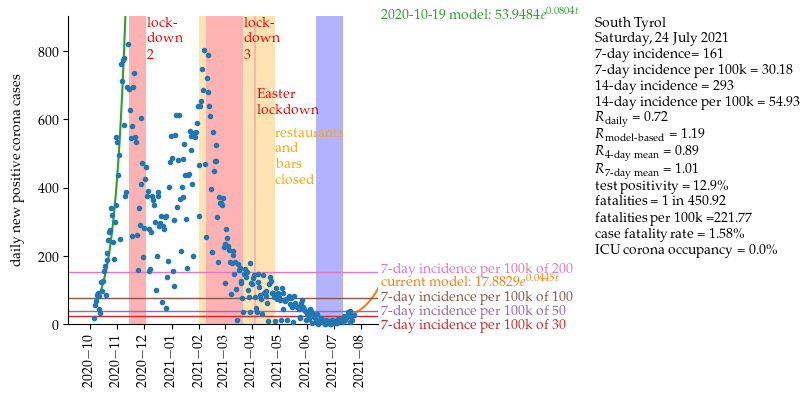 2020-10-19 model: 53.9484e^0.0804t
lock-
down
2
lock-
down
3
Easter
lockdown
restaurants
and
bars
closed
daily new positive corona cases
800
600
400
200
0
7-day incidence per 100k of 200
current model: 17.8829e^0.0445t
7-day incidence per 100k of 100
7-day incidence per 100k of 50
7-day incidence per 100k of 30
2020−10
2020−11
2020−12
2021−01
2021−02
2021−03
2021−04
2021−05
2021−06
2021−07
2021−08
South Tyrol
Saturday, 24 July 2021
7-day incidence= 161
7-day incidence per 100k = 30.18
14-day incidence = 293
14-day incidence per 100k = 54.93
R_daily = 0.72
R_model-based = 1.19
R_4-day mean = 0.89
R_7-day mean = 1.01
test positivity = 12.9%
fatalities = 1 in 450.92
fatalities per 100k =221.77
case fatality rate = 1.58%
ICU corona occupancy = 0.0%